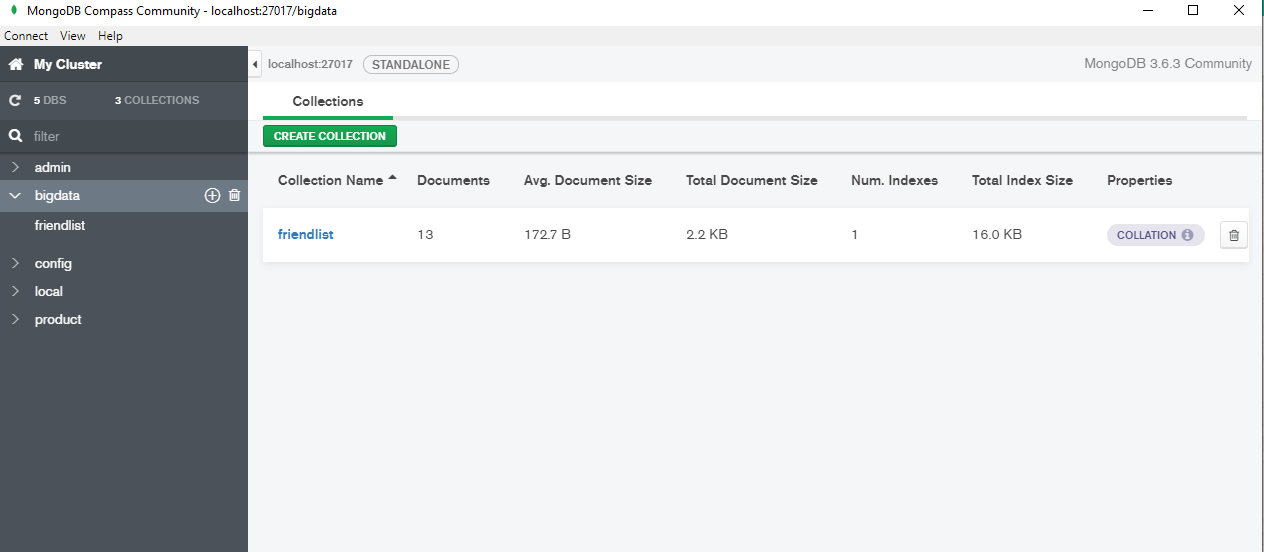 MongoDB Compass Community - localhost:27017/bigdata
Connect View Help
My Cluster
localhost:27017 STANDALONE MongoDB 3.6.3 Community
5 DBS 3 COLLECTIONS
Collections
filter
CREATE COLLECTION
admin
bigdata
friendlist
config
local
product
Collection Name Documents Avg. Document Size Total Document Size Num. Indexes Total Index Size Properties
friendlist 13 172.7 B 2.2 KB 1 16.0 KB COLLATION